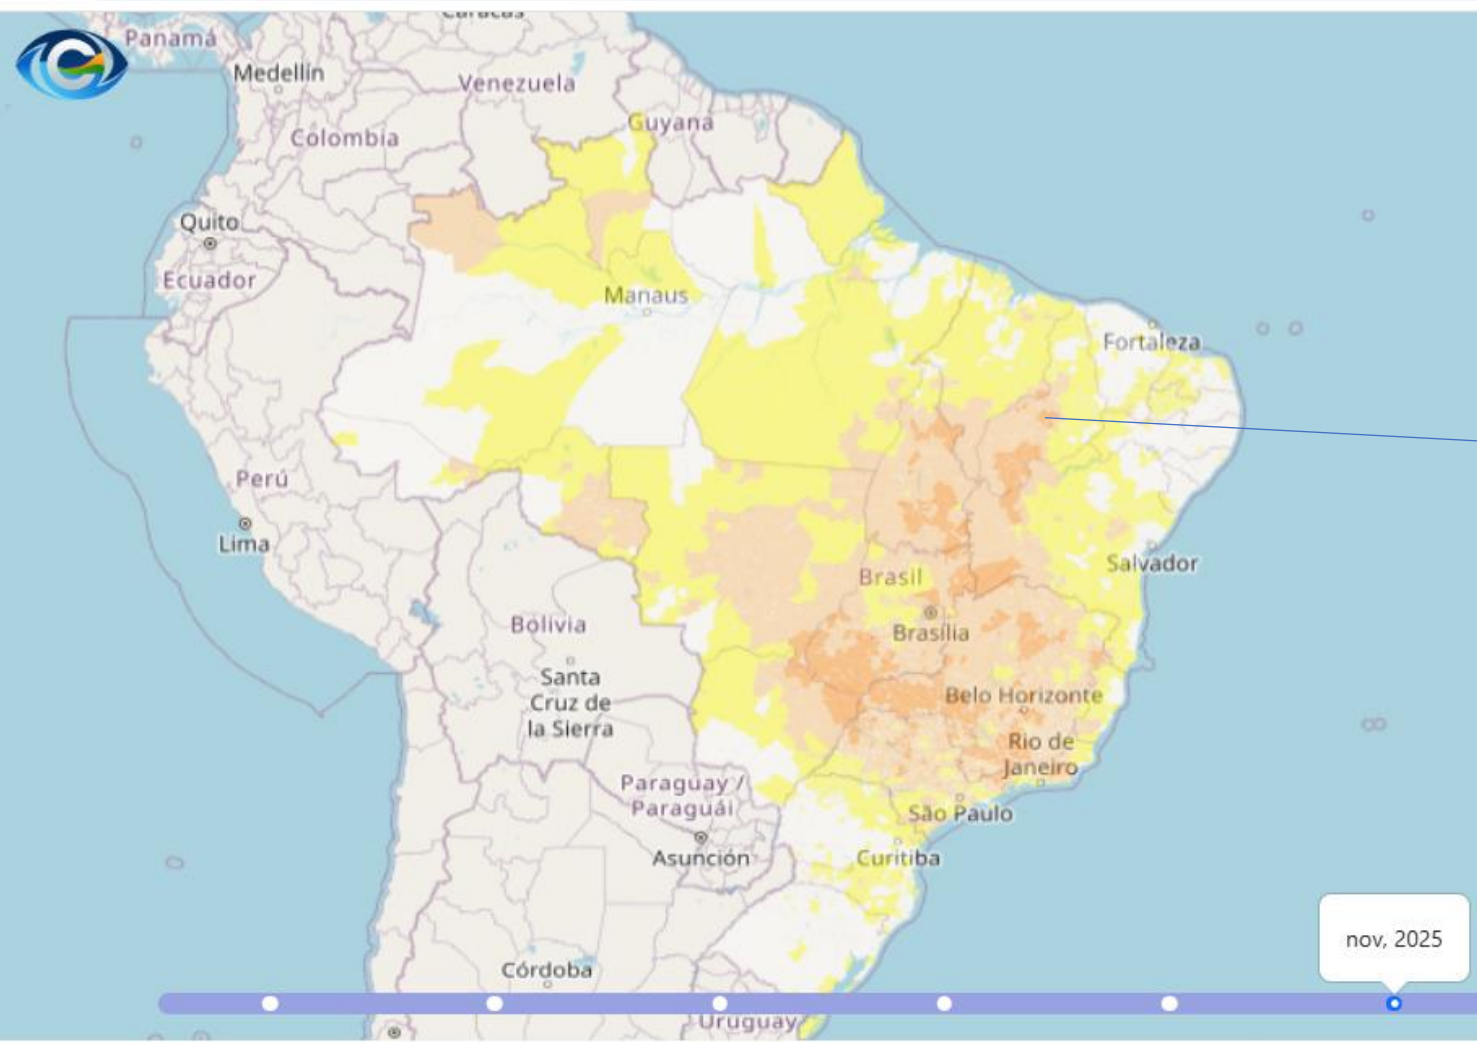 Caracas
Panamá
Medellín
Venezuela
Guyana
Colombia
Quito
Ecuador
Manaus
Fortaleza
Perú
Lima
Salvador
Brasil
Bolivia
Brasília
Santa
Cruz de
la Sierra
Belo Horizonte
Rio de
Janeiro
Paraguay /
Paraguái
São Paulo
Asunción
Curitiba
nov, 2025
Córdoba
Uruguay